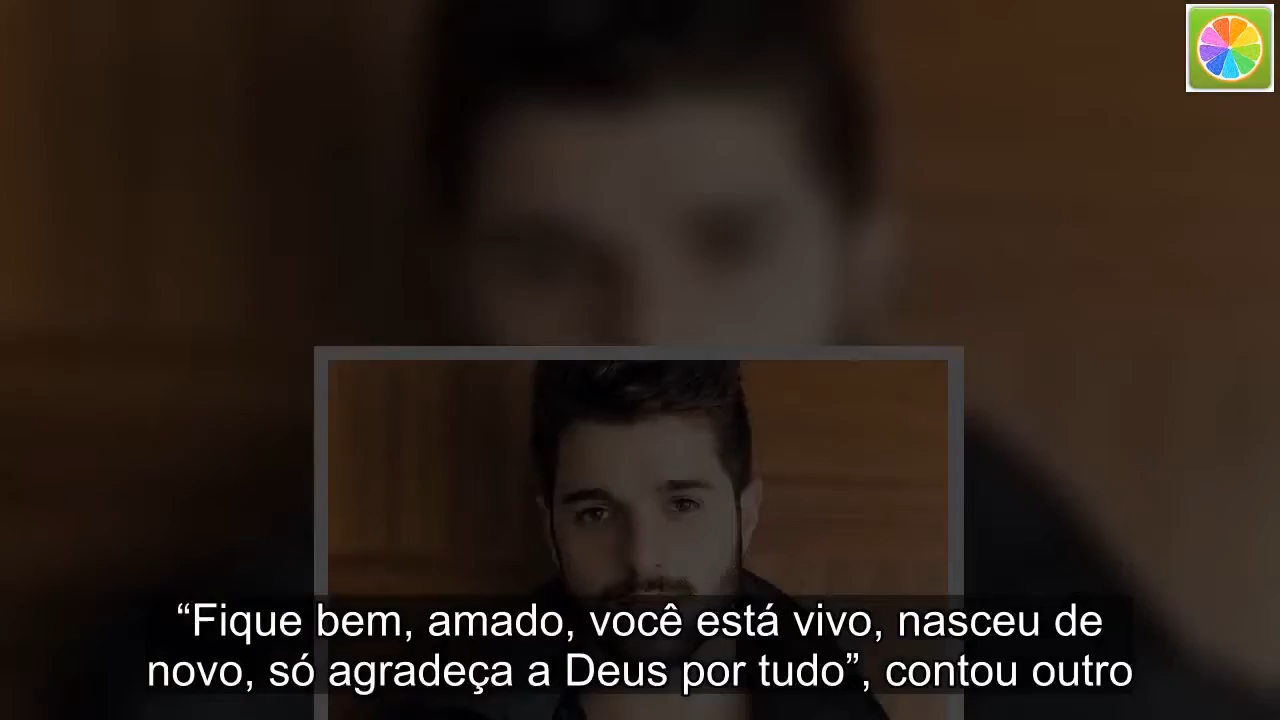 “Fique bem, amado, você está vivo, nasceu de
novo, só agradeça a Deus por tudo”, contou outro